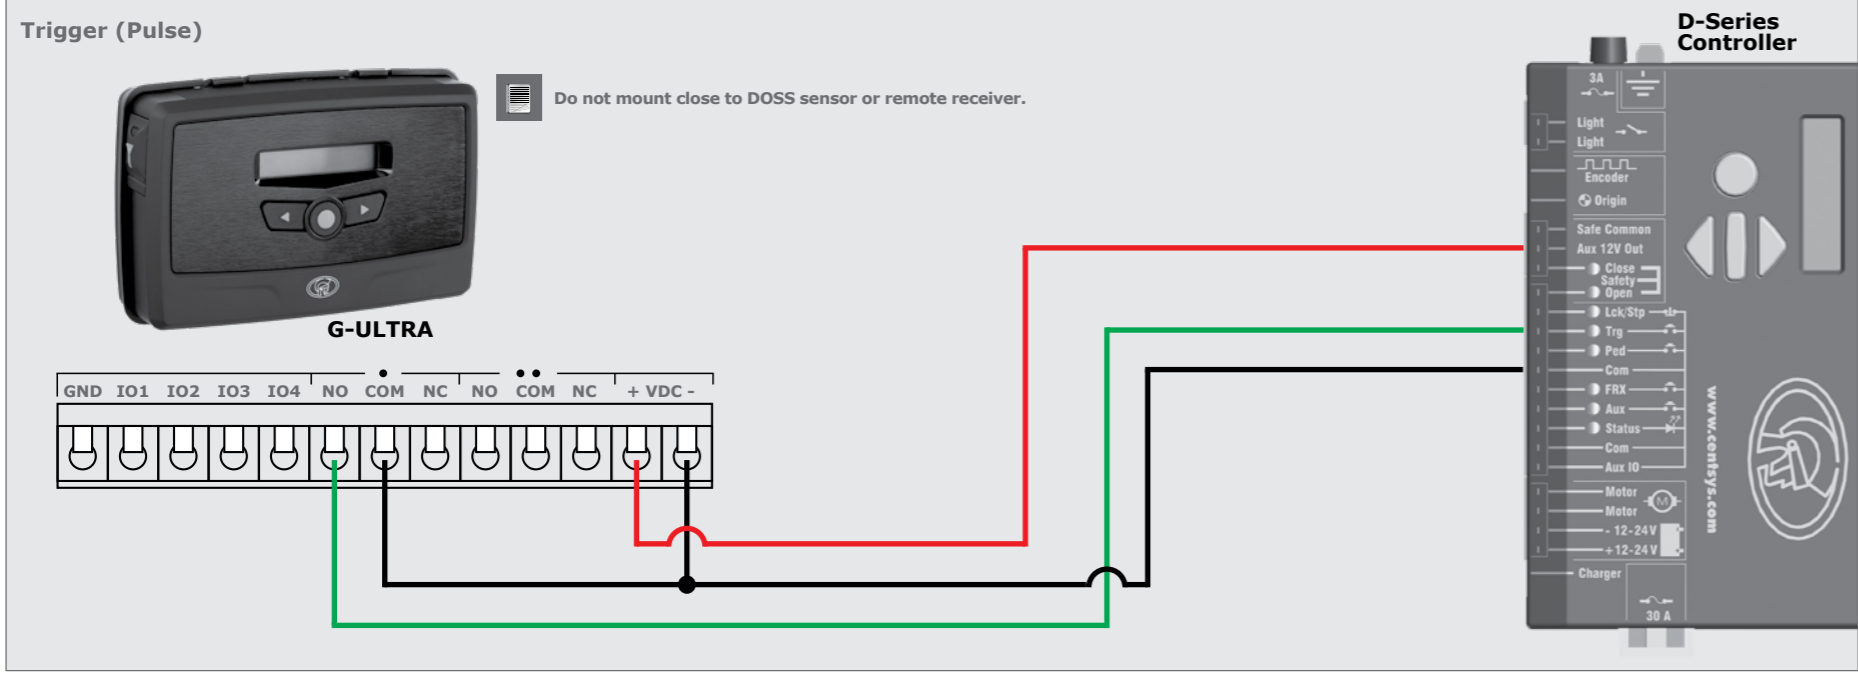 Trigger (Pulse)
D-Series
Controller
Do not mount close to DOSS sensor or remote receiver.
G-ULTRA
GND IO1 IO2 IO3 IO4 NO COM NC NO COM NC + VDC -
3A
Light
Light
Encoder
Origin
Safe Common
Aux 12V Out
Close
Safety
Open
Lck/Stp
Trg
Ped
Com
FRX
Aux
Status
Com
Aux IO
Motor
M
Motor
- 12-24V
+12-24V
Charger
30 A
www.centsys.com